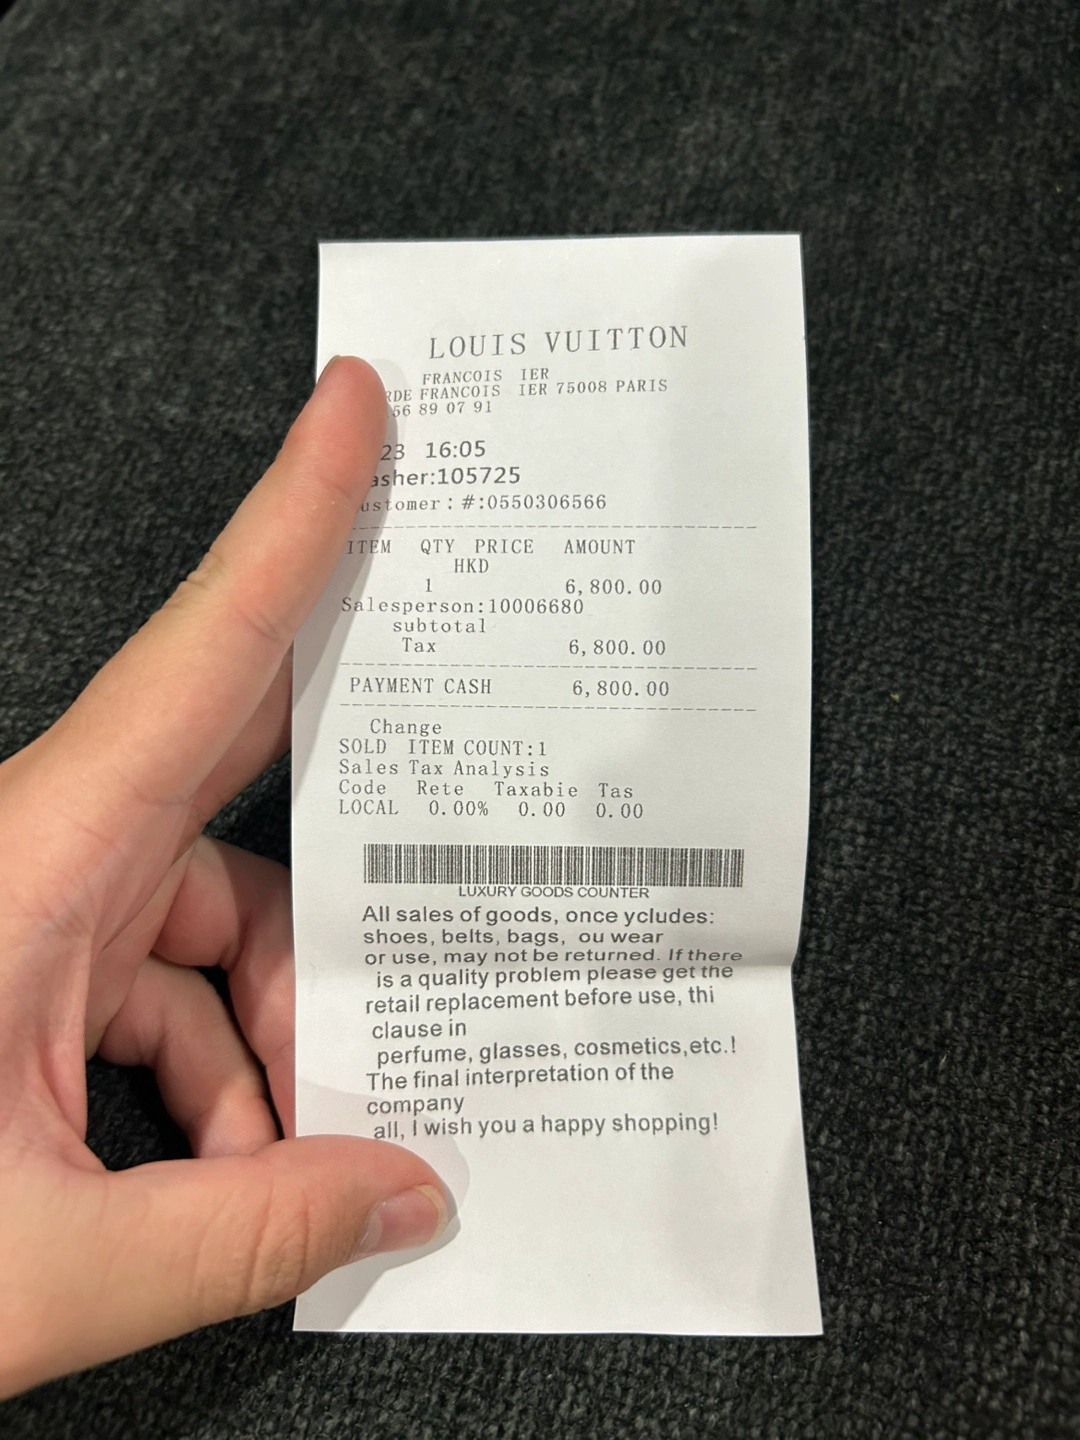 LOUIS VUITTON
FRANCOIS IER
FRANCOIS IER 75008 PARIS
56 89 07 91
23 16:05
asher:105725
ustomer: #:0550306566
ITEM QTY PRICE AMOUNT
HKD
1 6,800.00
Salesperson:10006680
subtotal
Tax 6,800.00
PAYMENT CASH 6,800.00
Change
SOLD ITEM COUNT:1
Sales Tax Analysis
Code Rete Taxabie Tas
LOCAL 0.00% 0.00 0.00
LUXURY GOODS COUNTER
All sales of goods, once ycludes:
shoes, belts, bags, ou wear
or use, may not be returned. If there
is a quality problem please get the
retail replacement before use, thi
clause in
perfume, glasses, cosmetics,etc.!
The final interpretation of the
company
all, I wish you a happy shopping!